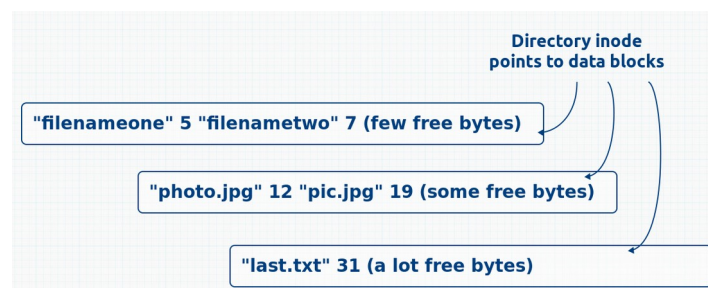 Directory inode
points to data blocks
"filenameone" 5 "filenametwo" 7 (few free bytes)
"photo.jpg" 12 "pic.jpg" 19 (some free bytes)
"last.txt" 31 (a lot free bytes)